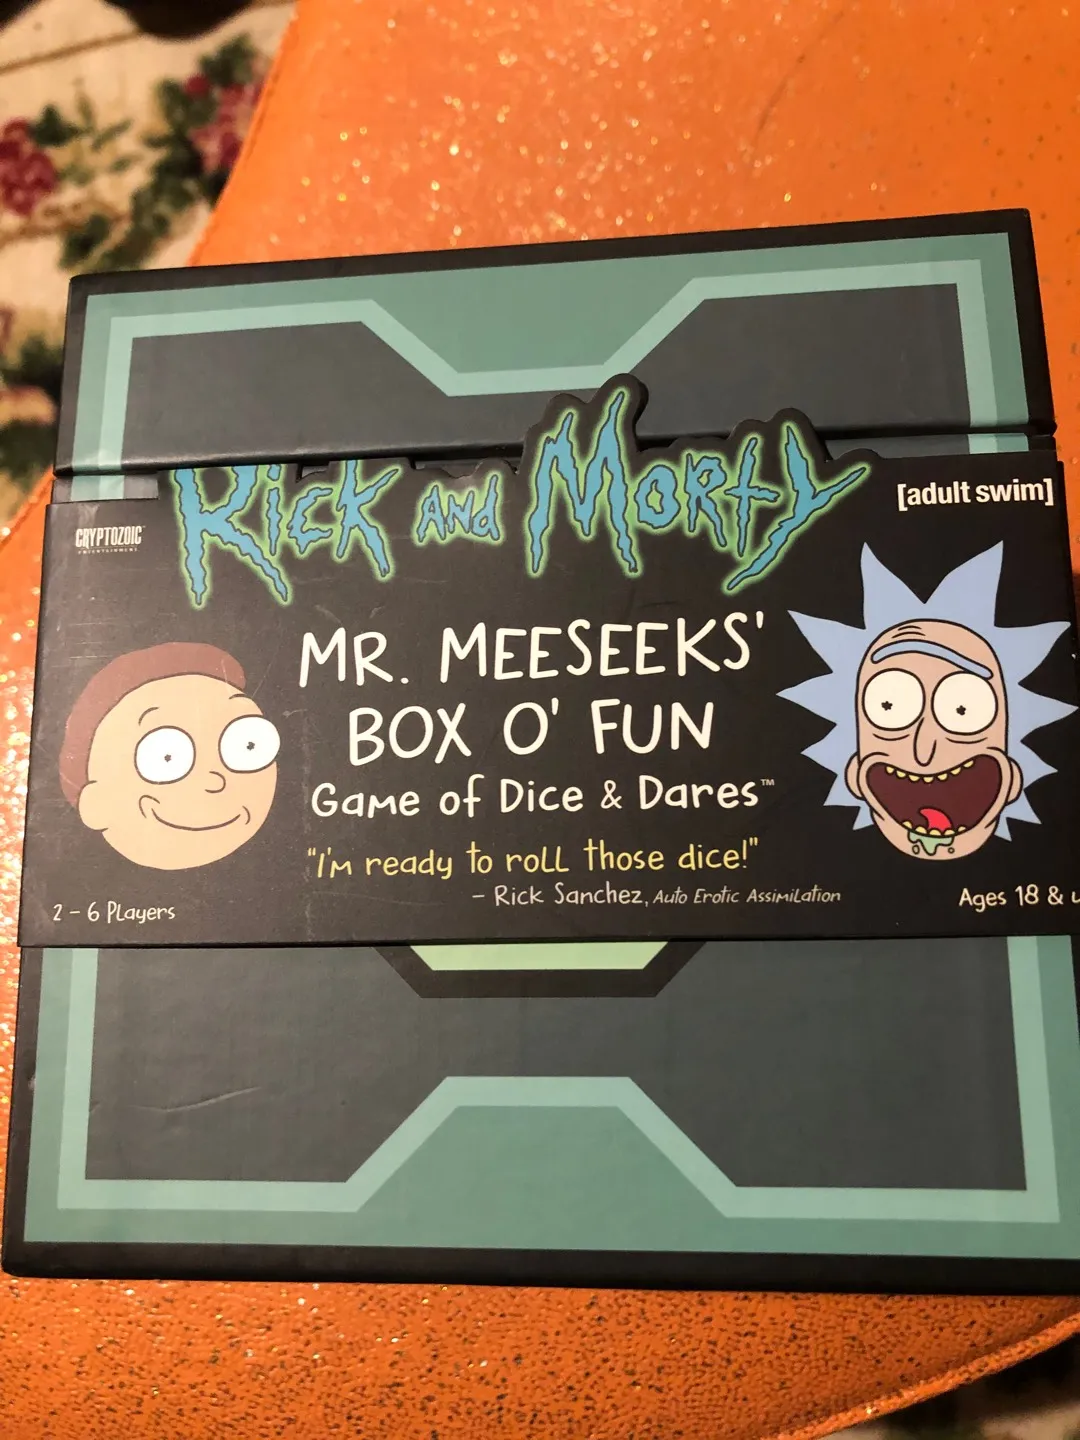 Rick and Morty
[adult swim]
CRYPTOZOIC
ENTERTAINMENT
MR. MEESEEKS'
BOX O' FUN
Game of Dice & Dares™
"I'm ready to roll those dice!"
– Rick Sanchez, Auto Erotic Assimilation
2 – 6 Players
Ages 18 &